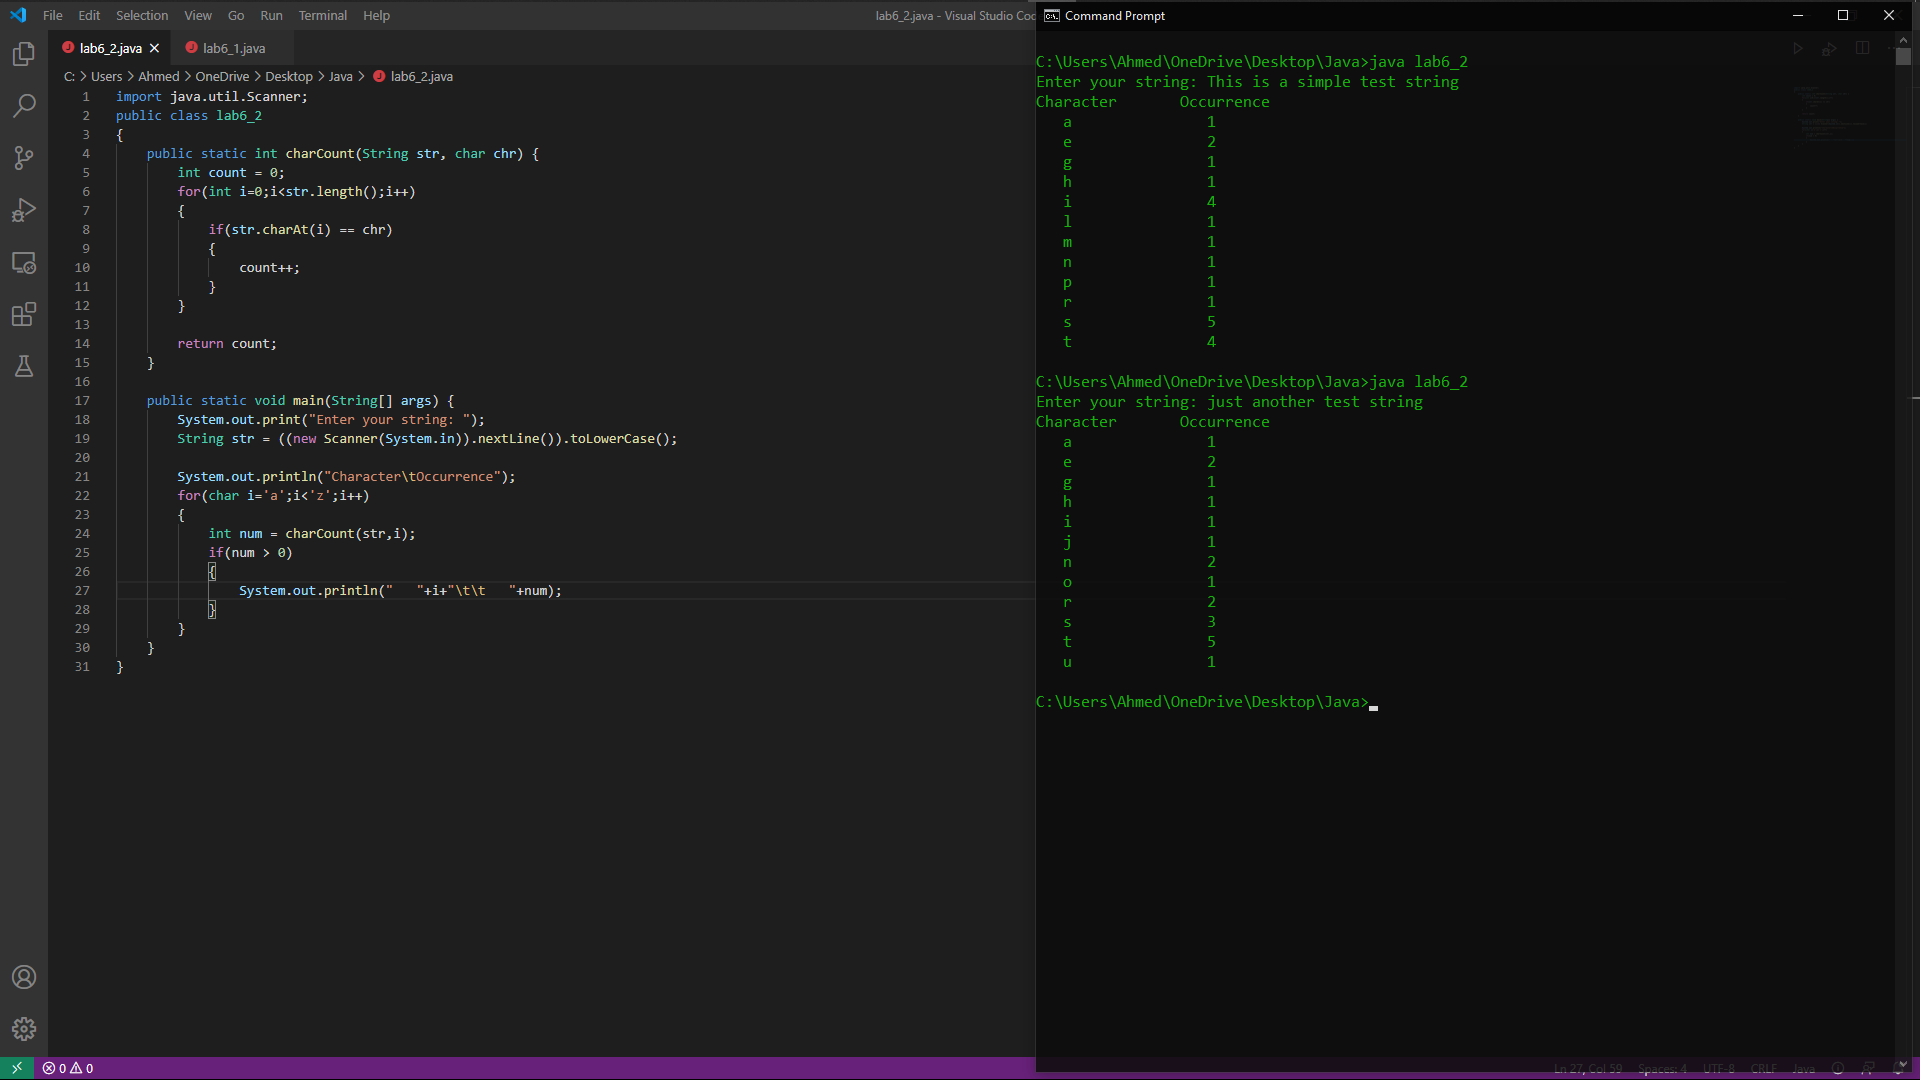 File Edit Selection View Go Run Terminal Help
lab6_2.java - Visual Studio Cod
lab6_2.java lab6_1.java
C: > Users > Ahmed > OneDrive > Desktop > Java > lab6_2.java
1 import java.util.Scanner;
2 public class lab6_2
3 {
4 public static int charCount(String str, char chr) {
5 int count = 0;
6 for(int i=0;i<str.length();i++)
7 {
8 if(str.charAt(i) == chr)
9 {
10 count++;
11 }
12 }
13
14 return count;
15 }
16
17 public static void main(String[] args) {
18 System.out.print("Enter your string: ");
19 String str = ((new Scanner(System.in)).nextLine()).toLowerCase();
20
21 System.out.println("Character\tOccurrence");
22 for(char i='a';i<'z';i++)
23 {
24 int num = charCount(str,i);
25 if(num > 0)
26 {
27 System.out.println("   "+i+"\t\t   "+num);
28 }
29 }
30 }
31 }
0 0
Command Prompt
C:\Users\Ahmed\OneDrive\Desktop\Java>java lab6_2
Enter your string: This is a simple test string
Character Occurrence
a 1
e 2
g 1
h 1
i 4
l 1
m 1
n 1
p 1
r 1
s 5
t 4
C:\Users\Ahmed\OneDrive\Desktop\Java>java lab6_2
Enter your string: just another test string
Character Occurrence
a 1
e 2
g 1
h 1
i 1
j 1
n 2
o 1
r 2
s 3
t 5
u 1
C:\Users\Ahmed\OneDrive\Desktop\Java>
Ln 27, Col 59 Spaces: 4 UTF-8 CRLF Java